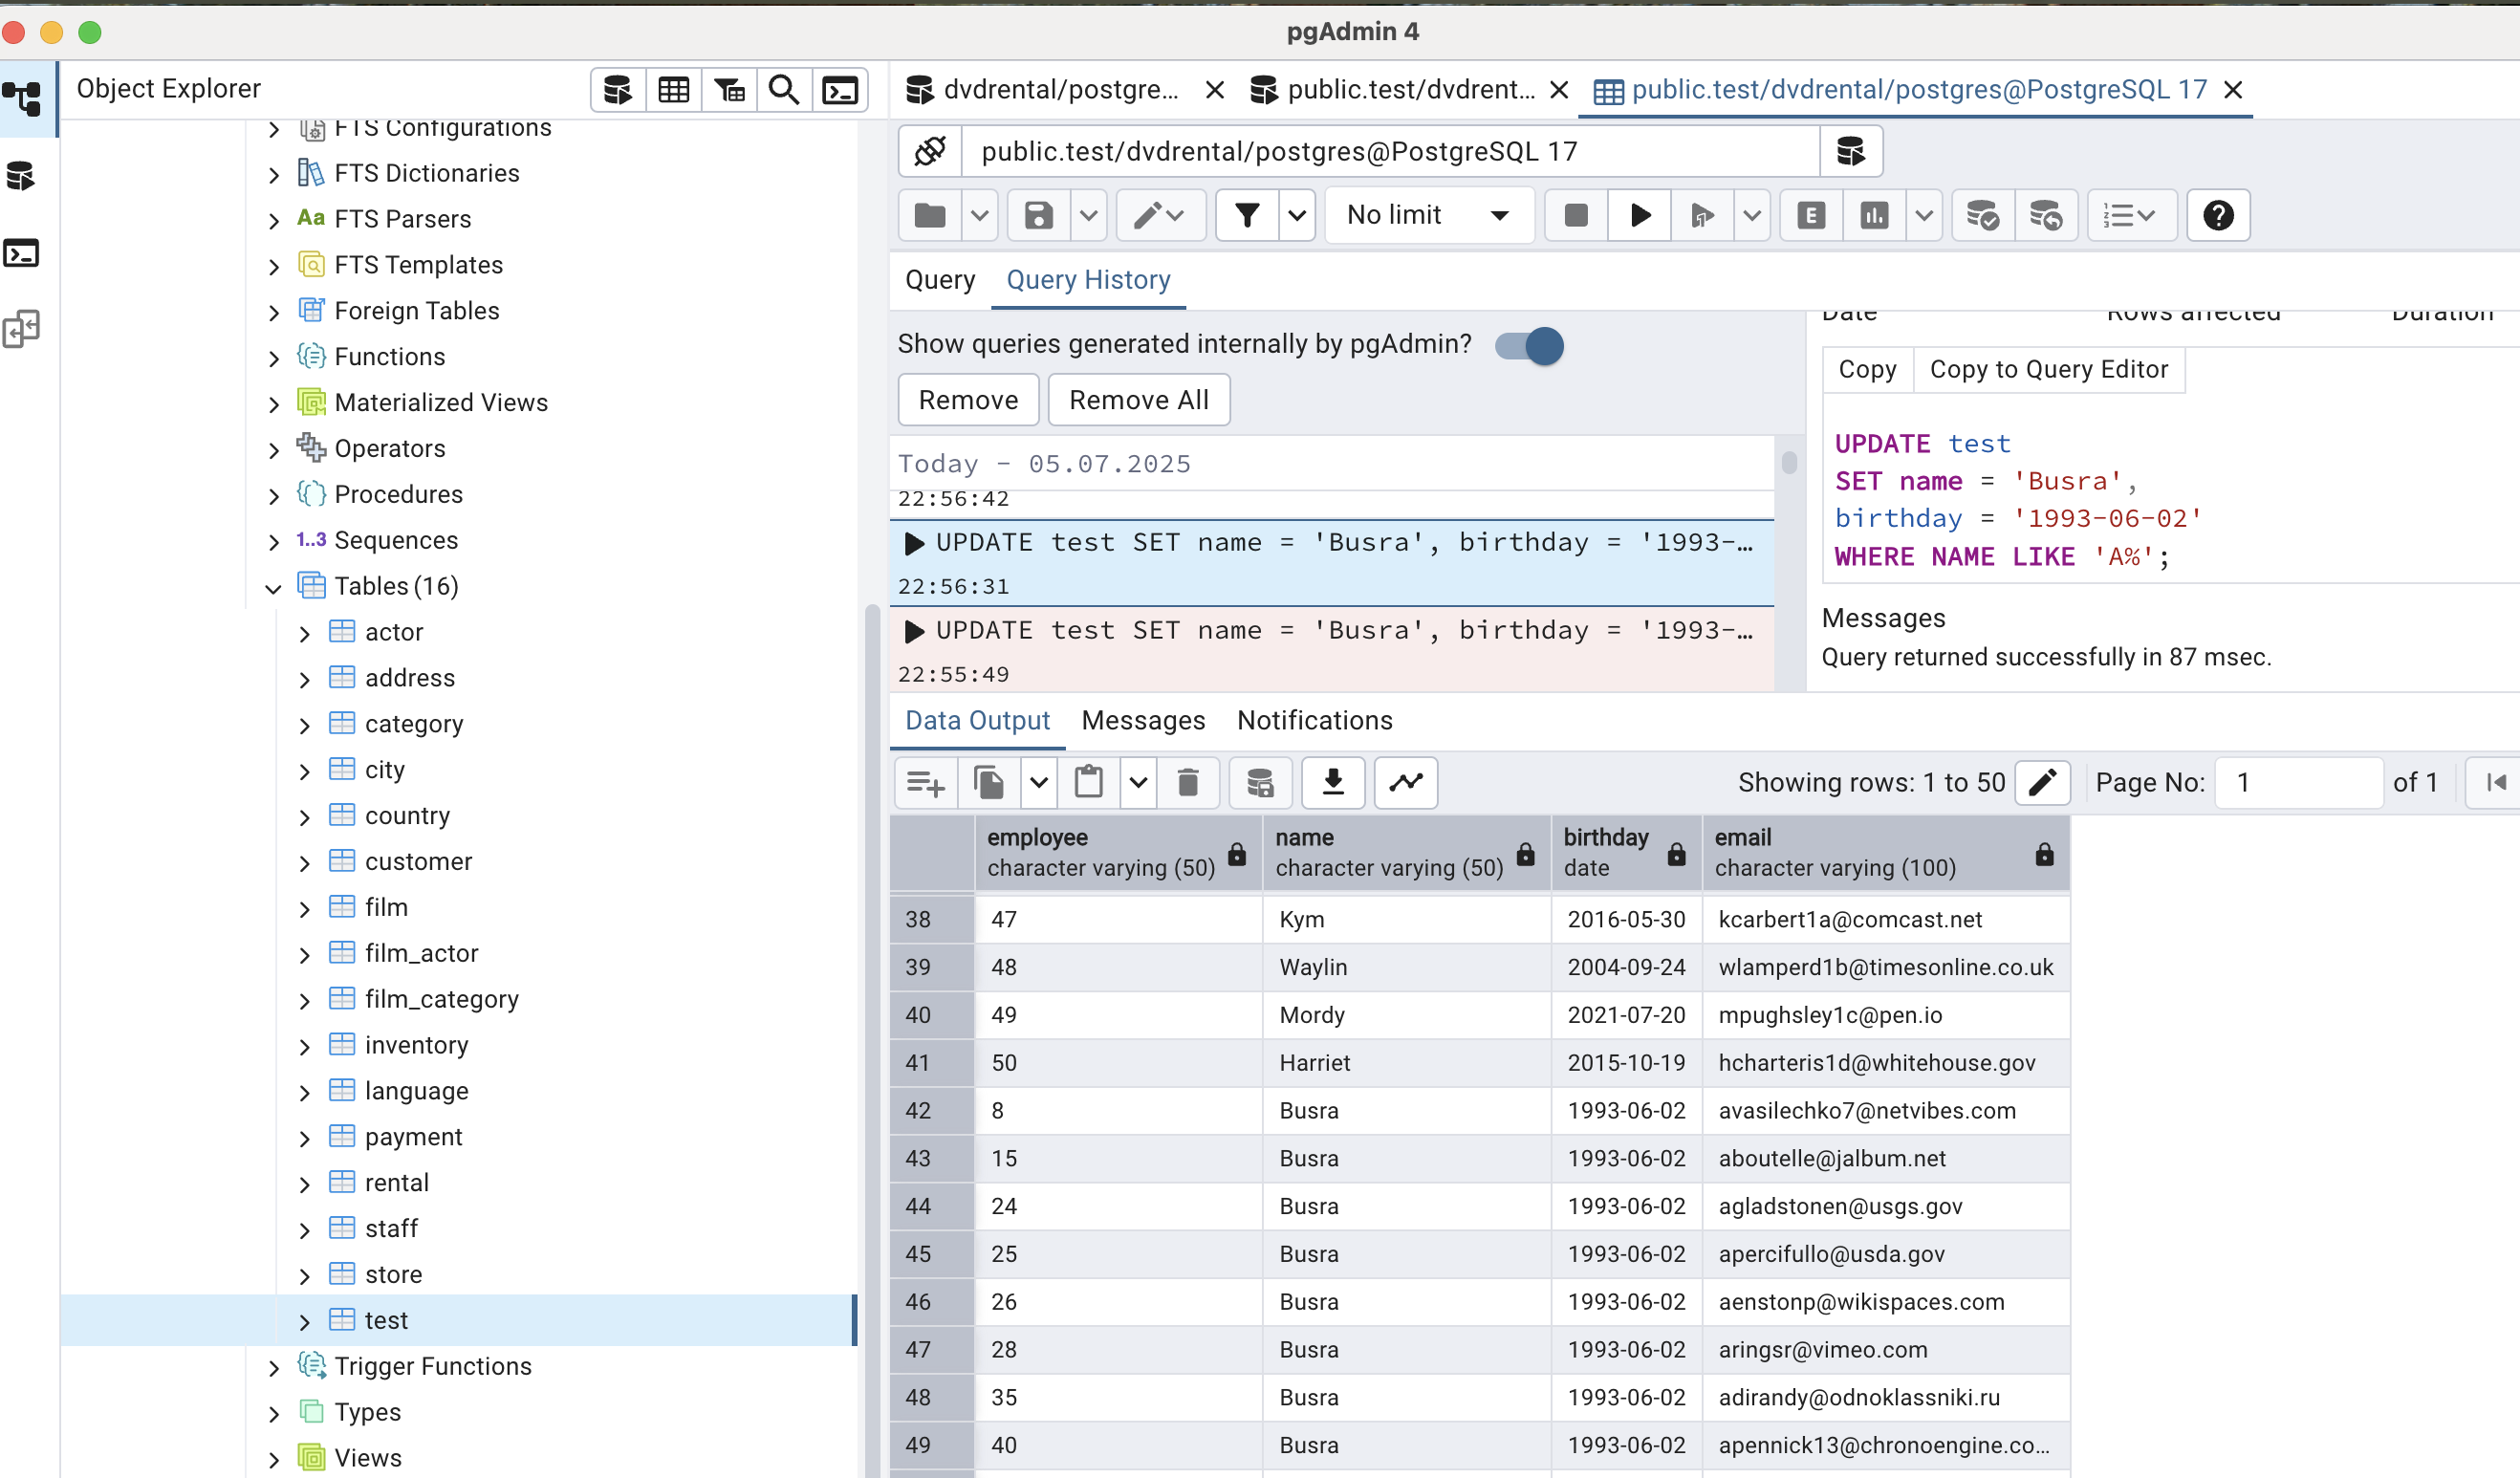 pgAdmin 4
Object Explorer
FTS Configurations
FTS Dictionaries
Aa FTS Parsers
FTS Templates
Foreign Tables
Functions
Materialized Views
Operators
Procedures
1..3 Sequences
Tables (16)
actor
address
category
city
country
customer
film
film_actor
film_category
inventory
language
payment
rental
staff
store
test
Trigger Functions
Types
Views
dvdrental/postgre...
public.test/dvdrent...
public.test/dvdrental/postgres@PostgreSQL 17
public.test/dvdrental/postgres@PostgreSQL 17
No limit
E
Query
Query History
Show queries generated internally by pgAdmin?
Remove
Remove All
Today - 05.07.2025
22:56:42
UPDATE test SET name = 'Busra', birthday = '1993-...
22:56:31
UPDATE test SET name = 'Busra', birthday = '1993-...
22:55:49
Date Rows affected Duration
Copy
Copy to Query Editor
UPDATE test
SET name = 'Busra',
birthday = '1993-06-02'
WHERE NAME LIKE 'A%';
Messages
Query returned successfully in 87 msec.
Data Output
Messages
Notifications
Showing rows: 1 to 50
Page No: 1 of 1
employee name birthday email
character varying (50) character varying (50) date character varying (100)
38 47 Kym 2016-05-30 kcarbert1a@comcast.net
39 48 Waylin 2004-09-24 wlamperd1b@timesonline.co.uk
40 49 Mordy 2021-07-20 mpughsley1c@pen.io
41 50 Harriet 2015-10-19 hcharteris1d@whitehouse.gov
42 8 Busra 1993-06-02 avasilechko7@netvibes.com
43 15 Busra 1993-06-02 aboutelle@jalbum.net
44 24 Busra 1993-06-02 agladstonen@usgs.gov
45 25 Busra 1993-06-02 apercifullo@usda.gov
46 26 Busra 1993-06-02 aenstonp@wikispaces.com
47 28 Busra 1993-06-02 aringsr@vimeo.com
48 35 Busra 1993-06-02 adirandy@odnoklassniki.ru
49 40 Busra 1993-06-02 apennick13@chronoengine.co...